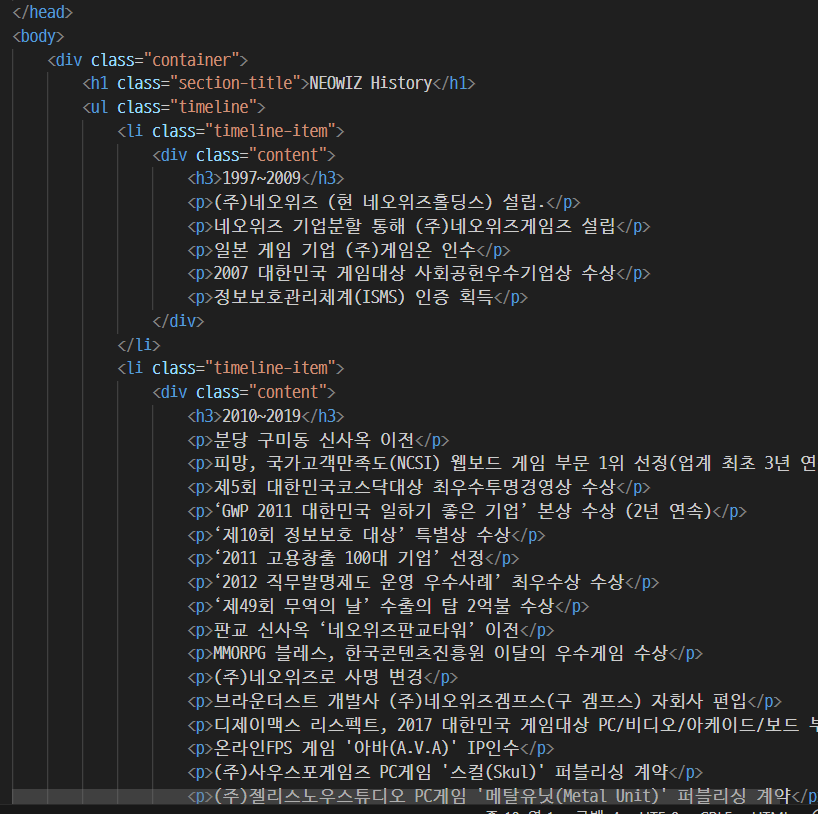 </head>
<body>
<div class="container">
<h1 class="section-title">NEOWIZ History</h1>
<ul class="timeline">
<li class="timeline-item">
<div class="content">
<h3>1997~2009</h3>
<p>(주)네오위즈 (현 네오위즈홀딩스) 설립.</p>
<p>네오위즈 기업분할 통해 (주)네오위즈게임즈 설립</p>
<p>일본 게임 기업 (주)게임온 인수</p>
<p>2007 대한민국 게임대상 사회공헌우수기업상 수상</p>
<p>정보보호관리체계(ISMS) 인증 획득</p>
</div>
</li>
<li class="timeline-item">
<div class="content">
<h3>2010~2019</h3>
<p>분당 구미동 신사옥 이전</p>
<p>피망, 국가고객만족도(NCSI) 웹보드 게임 부문 1위 선정(업계 최초 3년 연
<p>제5회 대한민국코스닥대상 최우수투명경영상 수상</p>
<p>‘GWP 2011 대한민국 일하기 좋은 기업’ 본상 수상 (2년 연속)</p>
<p>‘제10회 정보보호 대상’ 특별상 수상</p>
<p>‘2011 고용창출 100대 기업’ 선정</p>
<p>‘2012 직무발명제도 운영 우수사례’ 최우수상 수상</p>
<p>‘제49회 무역의 날’ 수출의 탑 2억불 수상</p>
<p>판교 신사옥 ‘네오위즈판교타워’ 이전</p>
<p>MMORPG 블레스, 한국콘텐츠진흥원 이달의 우수게임 수상</p>
<p>(주)네오위즈로 사명 변경</p>
<p>브라운더스트 개발사 (주)네오위즈겜프스(구 겜프스) 자회사 편입</p>
<p>디제이맥스 리스펙트, 2017 대한민국 게임대상 PC/비디오/아케이드/보드
<p>온라인FPS 게임 '아바(A.V.A)' IP인수</p>
<p>(주)사우스포게임즈 PC게임 '스컬(Skul)' 퍼블리싱 계약</p>
<p>(주)젤리스노우스튜디오 PC게임 '메탈유닛(Metal Unit)' 퍼블리싱 계약</p